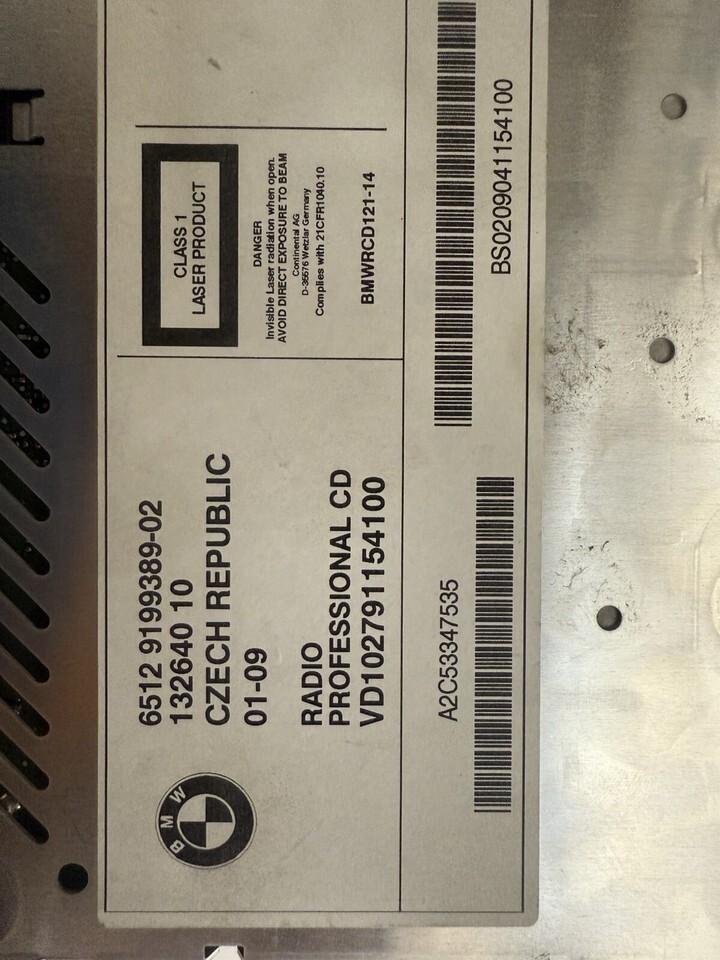 BMW
6512 9199389-02
132640 10
CZECH REPUBLIC
01-09
RADIO
PROFESSIONAL CD
VD102791154100
CLASS 1
LASER PRODUCT
DANGER
Invisible Laser radiation when open.
AVOID DIRECT EXPOSURE TO BEAM
Continental AG
D-35576 Wetzlar Germany
Complies with 21CFR1040.10
BMWRCD121-14
A2C53347535
BS0209041154100